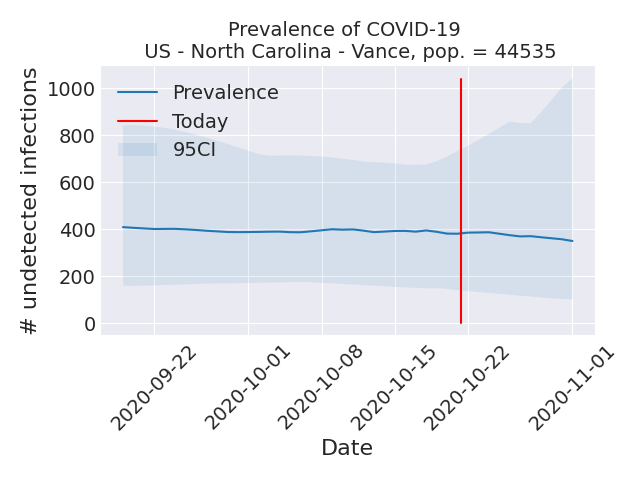 Prevalence of COVID-19
US - North Carolina - Vance, pop. = 44535
# undetected infections
1000
800
600
400
200
0
Prevalence
Today
95CI
2020-09-22
2020-10-01
2020-10-08
2020-10-15
2020-10-22
2020-11-01
Date